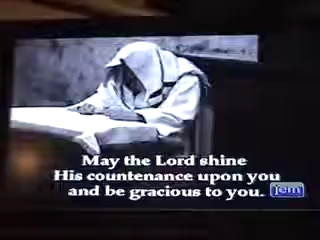 May the Lord shine
His countenance upon you
and be gracious to you.
jem